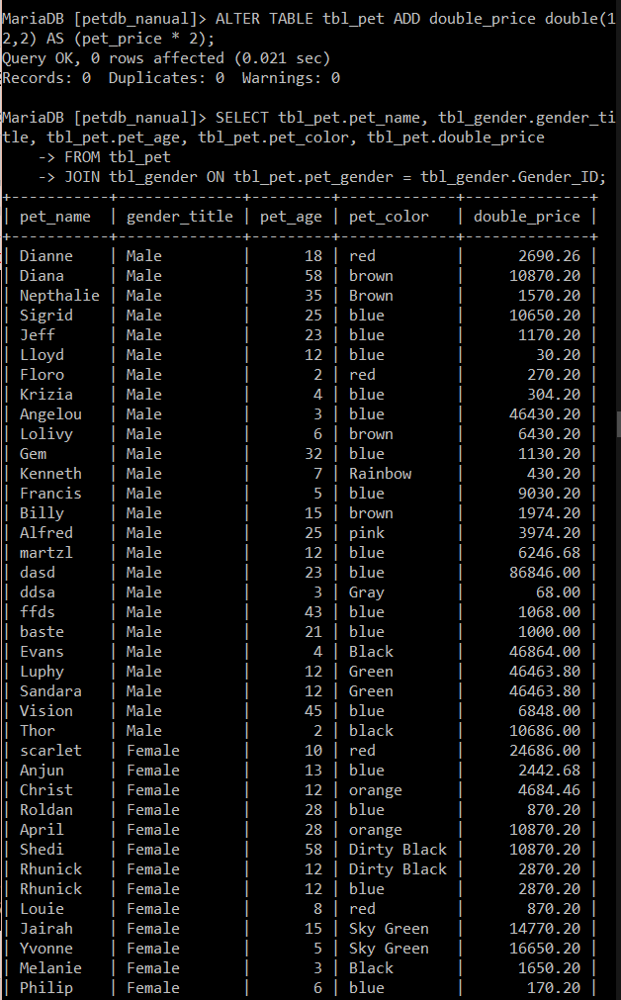 MariaDB [petdb_nanual]> ALTER TABLE tbl_pet ADD double_price double(1
2,2) AS (pet_price * 2);
Query OK, 0 rows affected (0.021 sec)
Records: 0  Duplicates: 0  Warnings: 0
MariaDB [petdb_nanual]> SELECT tbl_pet.pet_name, tbl_gender.gender_ti
tle, tbl_pet.pet_age, tbl_pet.pet_color, tbl_pet.double_price
    -> FROM tbl_pet
    -> JOIN tbl_gender ON tbl_pet.pet_gender = tbl_gender.Gender_ID;
+-----------+--------------+---------+-------------+--------------+
| pet_name  | gender_title | pet_age | pet_color   | double_price |
+-----------+--------------+---------+-------------+--------------+
| Dianne    | Male         |      18 | red         |      2690.26 |
| Diana     | Male         |      58 | brown       |     10870.20 |
| Nepthalie | Male         |      35 | Brown       |      1570.20 |
| Sigrid    | Male         |      25 | blue        |     10650.20 |
| Jeff      | Male         |      23 | blue        |      1170.20 |
| Lloyd     | Male         |      12 | blue        |        30.20 |
| Floro     | Male         |       2 | red         |       270.20 |
| Krizia    | Male         |       4 | blue        |       304.20 |
| Angelou   | Male         |       3 | blue        |     46430.20 |
| Lolivy    | Male         |       6 | brown       |      6430.20 |
| Gem       | Male         |      32 | blue        |      1130.20 |
| Kenneth   | Male         |       7 | Rainbow     |       430.20 |
| Francis   | Male         |       5 | blue        |      9030.20 |
| Billy     | Male         |      15 | brown       |      1974.20 |
| Alfred    | Male         |      25 | pink        |      3974.20 |
| martzl    | Male         |      12 | blue        |      6246.68 |
| dasd      | Male         |      23 | blue        |     86846.00 |
| ddsa      | Male         |       3 | Gray        |        68.00 |
| ffds      | Male         |      43 | blue        |      1068.00 |
| baste     | Male         |      21 | blue        |      1000.00 |
| Evans     | Male         |       4 | Black       |     46864.00 |
| Luphy     | Male         |      12 | Green       |     46463.80 |
| Sandara   | Male         |      12 | Green       |     46463.80 |
| Vision    | Male         |      45 | blue        |      6848.00 |
| Thor      | Male         |       2 | black       |     10686.00 |
| scarlet   | Female       |      10 | red         |     24686.00 |
| Anjun     | Female       |      13 | blue        |      2442.68 |
| Christ    | Female       |      12 | orange      |      4684.46 |
| Roldan    | Female       |      28 | blue        |       870.20 |
| April     | Female       |      28 | orange      |     10870.20 |
| Shedi     | Female       |      58 | Dirty Black |     10870.20 |
| Rhunick   | Female       |      12 | Dirty Black |      2870.20 |
| Rhunick   | Female       |      12 | blue        |      2870.20 |
| Louie     | Female       |       8 | red         |       870.20 |
| Jairah    | Female       |      15 | Sky Green   |     14770.20 |
| Yvonne    | Female       |       5 | Sky Green   |     16650.20 |
| Melanie   | Female       |       3 | Black       |      1650.20 |
| Philip    | Female       |       6 | blue        |       170.20 |